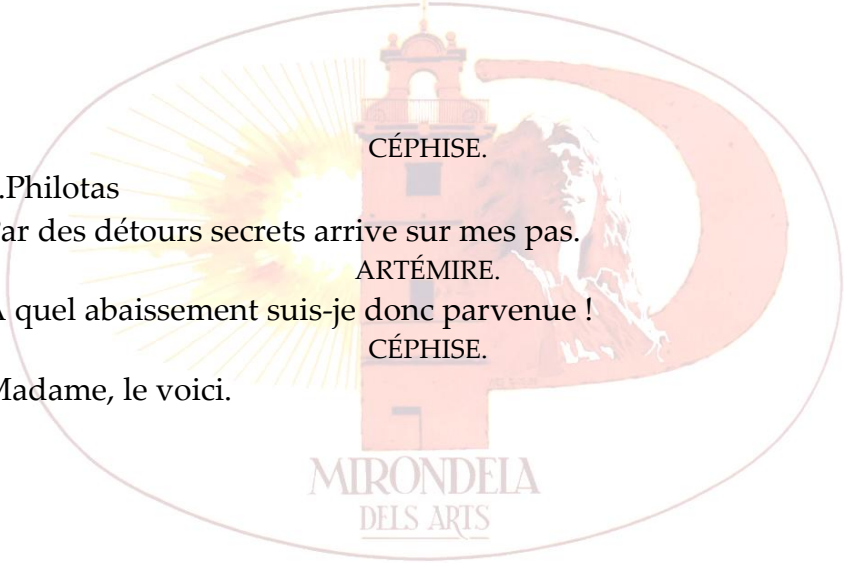 CÉPHISE.
.Philotas
ar des détours secrets arrive sur mes pas.
ARTÉMIRE.
quel abaissement suis-je donc parvenue !
CÉPHISE.
Madame, le voici.
MIRONDELA
DELS ARTS